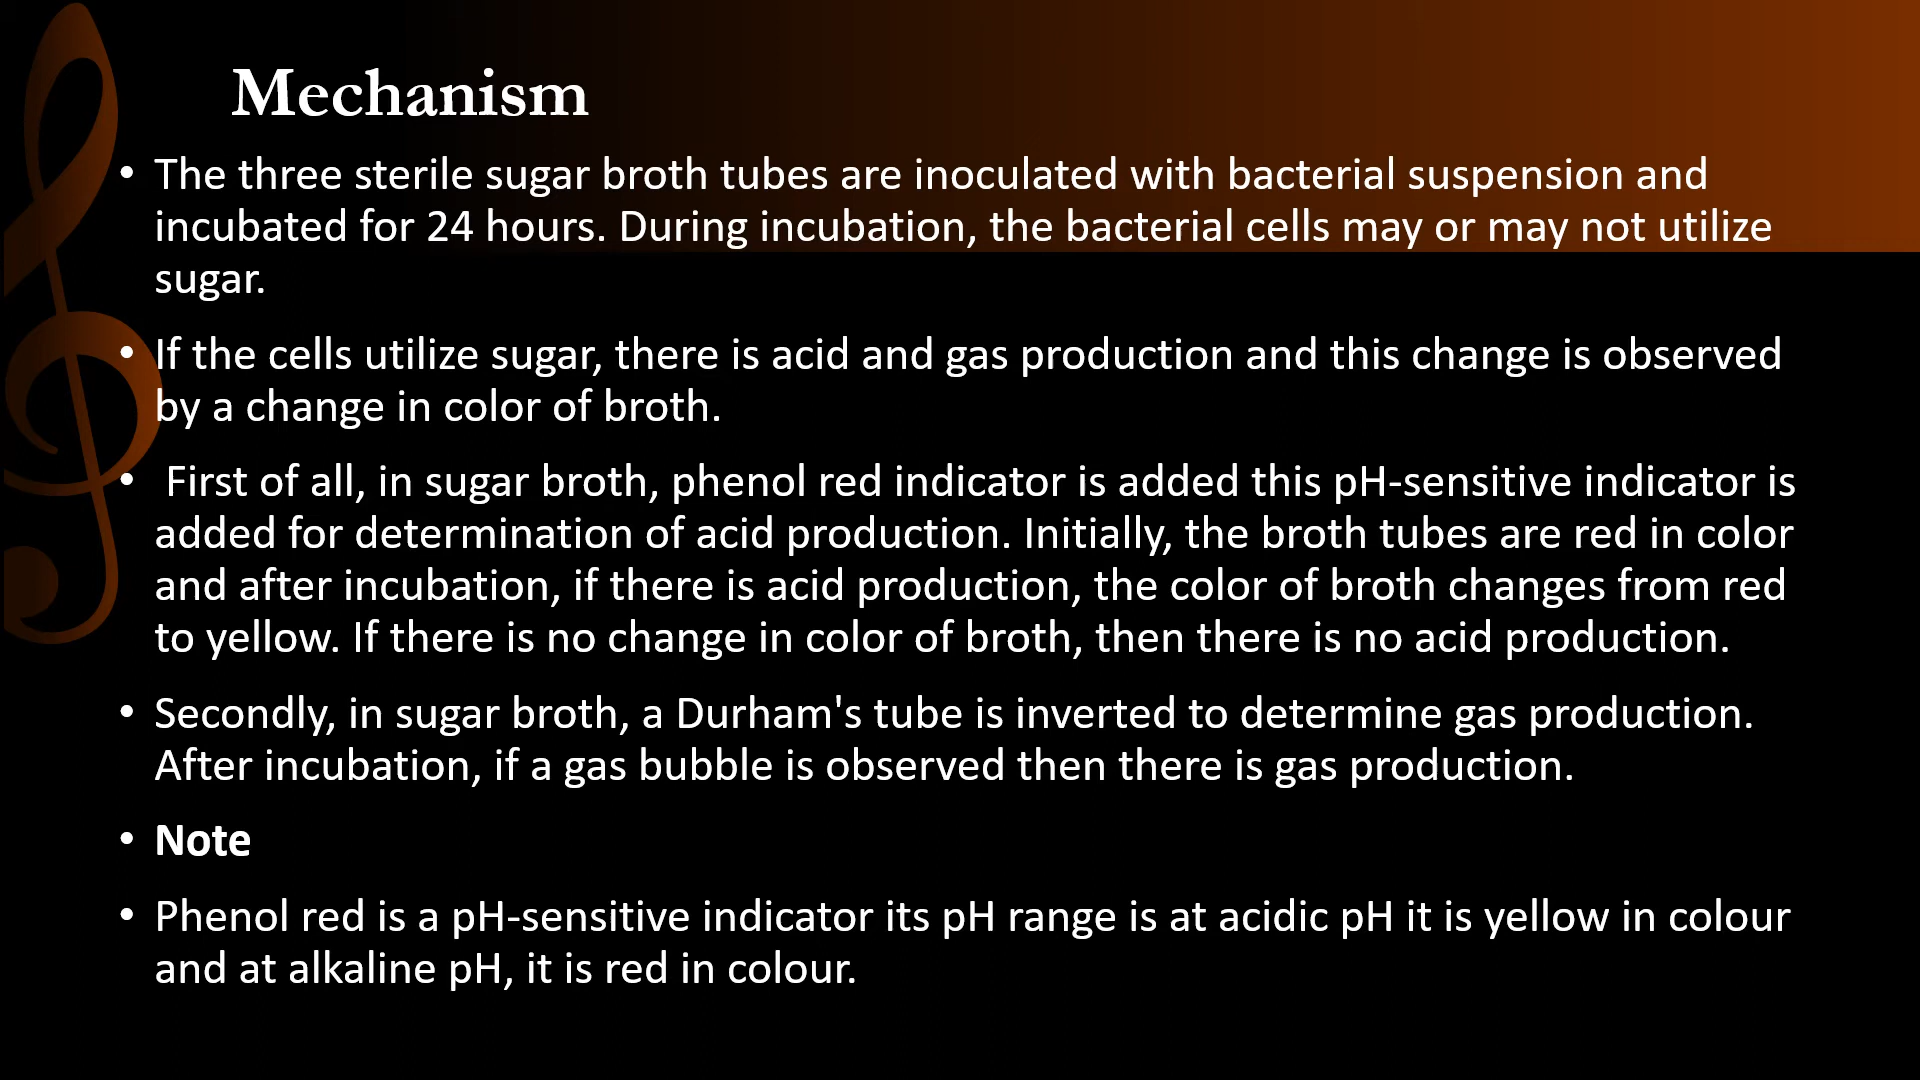 Mechanism
• The three sterile sugar broth tubes are inoculated with bacterial suspension and
incubated for 24 hours. During incubation, the bacterial cells may or may not utilize
sugar.
• If the cells utilize sugar, there is acid and gas production and this change is observed
by a change in color of broth.
• First of all, in sugar broth, phenol red indicator is added this pH-sensitive indicator is
added for determination of acid production. Initially, the broth tubes are red in color
and after incubation, if there is acid production, the color of broth changes from red
to yellow. If there is no change in color of broth, then there is no acid production.
• Secondly, in sugar broth, a Durham's tube is inverted to determine gas production.
After incubation, if a gas bubble is observed then there is gas production.
• Note
• Phenol red is a pH-sensitive indicator its pH range is at acidic pH it is yellow in colour
and at alkaline pH, it is red in colour.